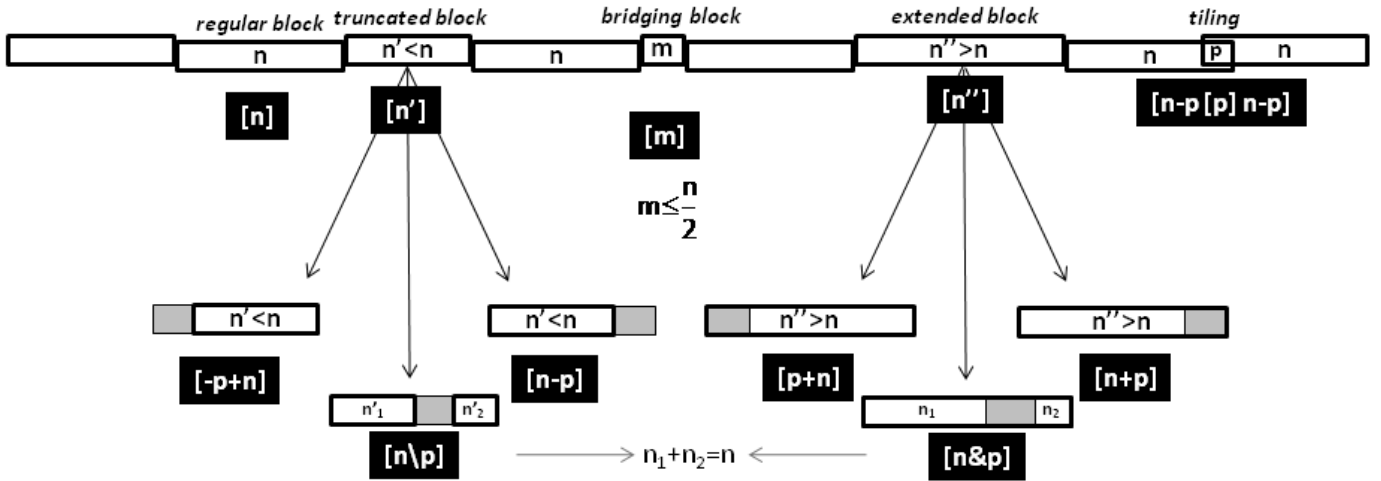 regular block truncated block bridging block extended block tiling
n n'<n n m n''>n n p n
[n] [n'] [m] [n''] [n-p [p] n-p]
m≤n/2
n'<n n'<n n''>n n''>n
[-p+n] [n-p] [p+n] [n+p]
n'₁ n'₂ n₁ n₂
[n\p] n₁+n₂=n [n&p]